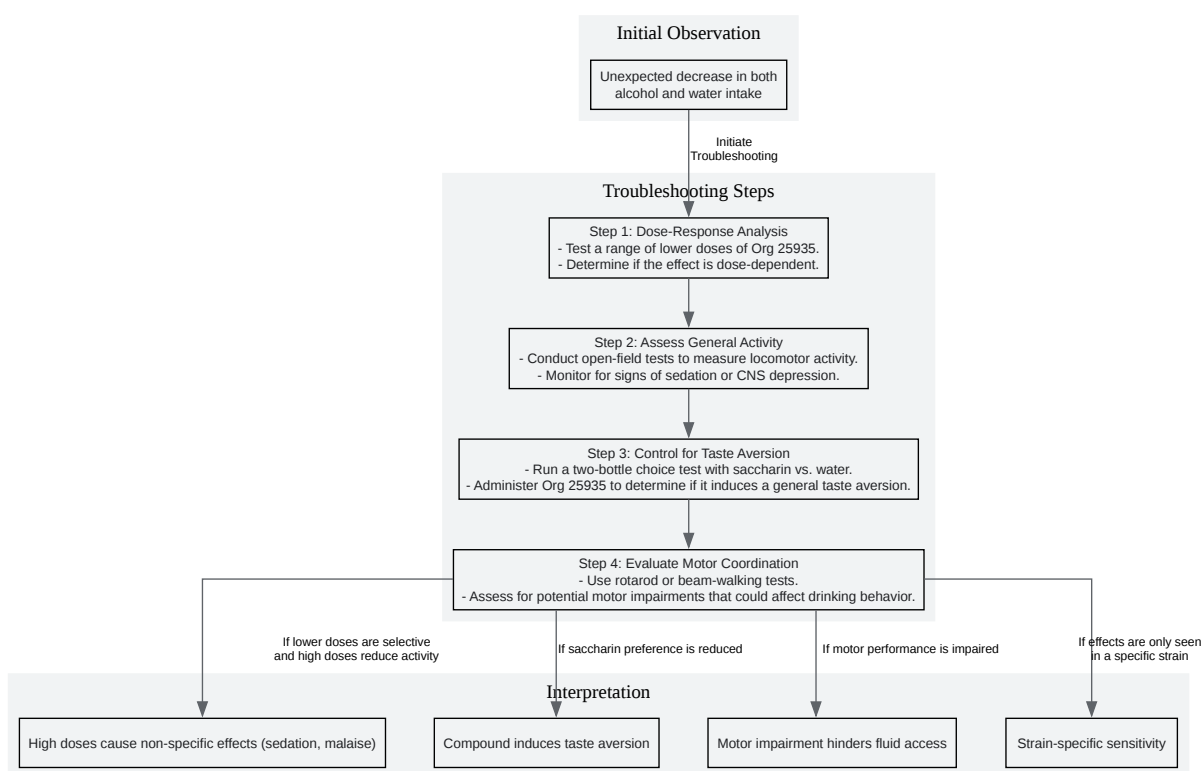 Initial Observation
Unexpected decrease in both
alcohol and water intake
Initiate
Troubleshooting
Troubleshooting Steps
Step 1: Dose-Response Analysis
- Test a range of lower doses of Org 25935.
- Determine if the effect is dose-dependent.
Step 2: Assess General Activity
- Conduct open-field tests to measure locomotor activity.
- Monitor for signs of sedation or CNS depression.
Step 3: Control for Taste Aversion
- Run a two-bottle choice test with saccharin vs. water.
- Administer Org 25935 to determine if it induces a general taste aversion.
Step 4: Evaluate Motor Coordination
- Use rotarod or beam-walking tests.
- Assess for potential motor impairments that could affect drinking behavior.
If lower doses are selective
and high doses reduce activity
If saccharin preference is reduced
If motor performance is impaired
If effects are only seen
in a specific strain
Interpretation
High doses cause non-specific effects (sedation, malaise)
Compound induces taste aversion
Motor impairment hinders fluid access
Strain-specific sensitivity